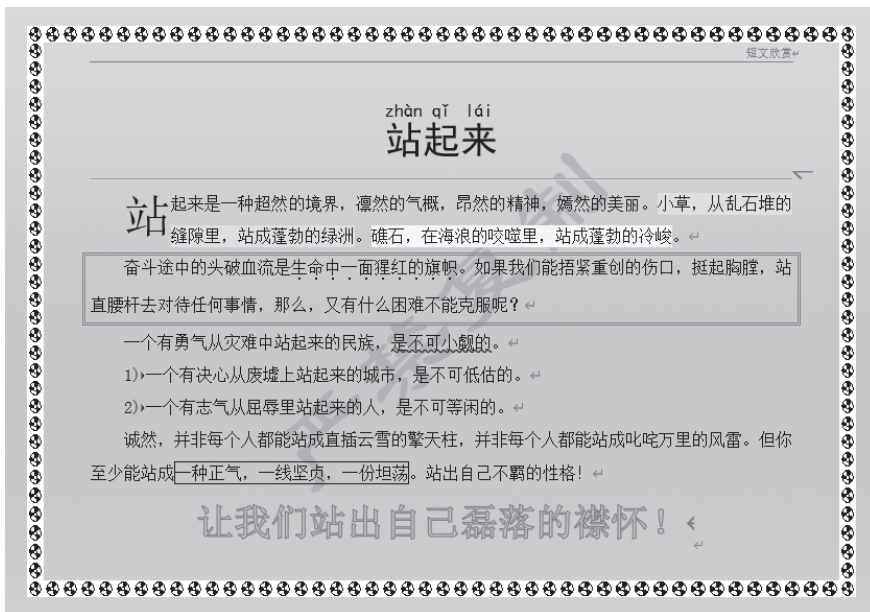 短文欣赏
zhàn qǐ lái
站起来
站起来是一种超然的境界，凛然的气概，昂然的精神，嫣然的美丽。小草，从乱石堆的
缝隙里，站成蓬勃的绿洲。礁石，在海浪的咬噬里，站成蓬勃的冷峻。
奋斗途中的头破血流是生命中一面猩红的旗帜。如果我们能捂紧重创的伤口，挺起胸膛，站
直腰杆去对待任何事情，那么，又有什么困难不能克服呢？
一个有勇气从灾难中站起来的民族，是不可小觑的。
1)一个有决心从废墟上站起来的城市，是不可低估的。
2)一个有志气从屈辱里站起来的人，是不可等闲的。
诚然，并非每个人都能站成直插云雪的擎天柱，并非每个人都能站成叱咤万里的风雷。但你
至少能站成一种正气，一线坚贞，一份坦荡。站出自己不羁的性格！
让我们站出自己磊落的襟怀！
严禁复制